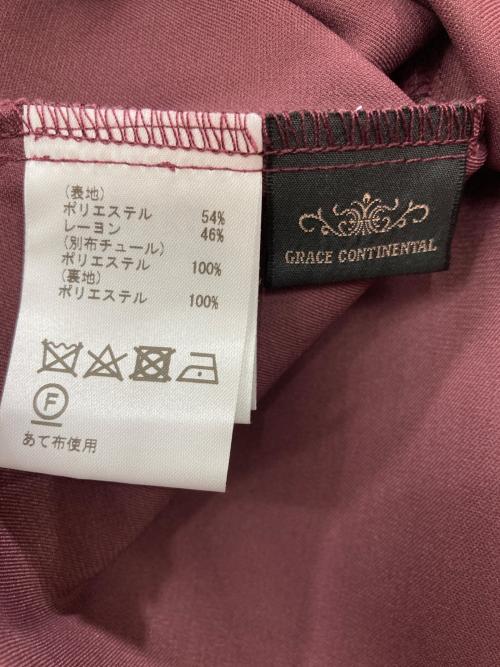 (表地)
ポリエステル 54%
レーヨン 46%
(別布チュール)
ポリエステル 100%
(裏地)
ポリエステル 100%
F
あて布使用
GRACE CONTINENTAL